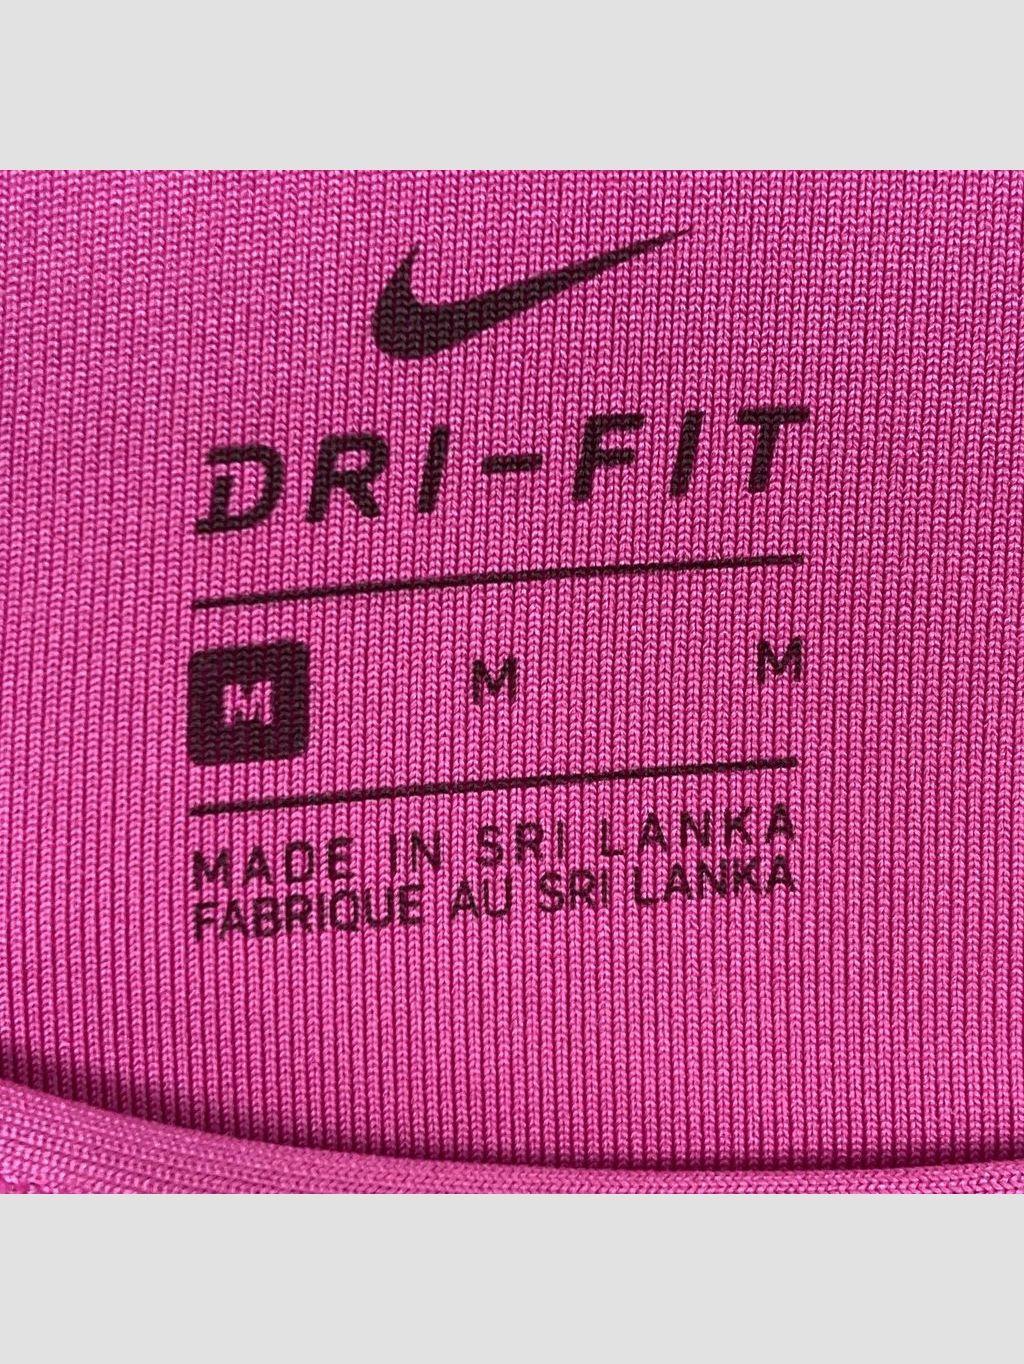 DRI-FIT
M M M
MADE IN SRI LANKA
FABRIQUE AU SRI LANKA